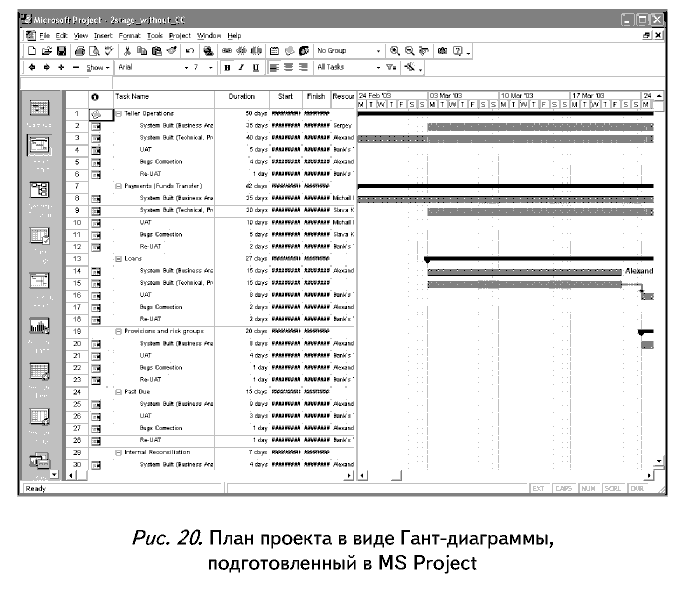 Microsoft Project - 2stage_without_CC
File Edit View Insert Format Tools Project Window Help
No Group
Show Arial 7 B I U All Tasks
Task Name Duration Start Finish Resour 24 Feb '03 03 Mar '03 10 Mar '03 17 Mar '03 24
M T W T F S S M T W T F S S M T W T F S S M T W T F S S M
1 Teller Operations 50 days
2 System Built (Business Ana 35 days Sergey
3 System Built (Technical, Pr 40 days Alexand
4 UAT 5 days Bank's
5 Bugs Correction 4 days Alexand
6 Re-UAT 1 day Bank's
7 Payments (Funds Transfer) 62 days
8 System Built (Business Ana 25 days Michail
9 System Built (Technical, Pr 20 days Slava K
10 UAT 10 days Michail
11 Bugs Correction 5 days Slava K
12 Re-UAT 2 days Bank's
13 Loans 27 days
14 System Built (Business Ana 15 days Alexand Alexand
15 System Built (Technical, Pr 15 days
16 UAT 8 days Bank's
17 Bugs Correction 2 days Alexand
18 Re-UAT 2 days Bank's
19 Provisions and risk groups 20 days
20 System Built (Business Ana 8 days Alexand
21 UAT 4 days Bank's
22 Bugs Correction 1 day Alexand
23 Re-UAT 1 day Bank's
24 Past Due 15 days
25 System Built (Business Ana 8 days Alexand
26 UAT 3 days Bank's
27 Bugs Correction 1 day Alexand
28 Re-UAT 1 day Bank's
29 Internal Reconciliation 7 days
30 System Built (Business Ana 4 days Alexand
Ready EXT CAPS NUM SCRL OVR
Рис. 20. План проекта в виде Гант-диаграммы,
подготовленный в MS Project